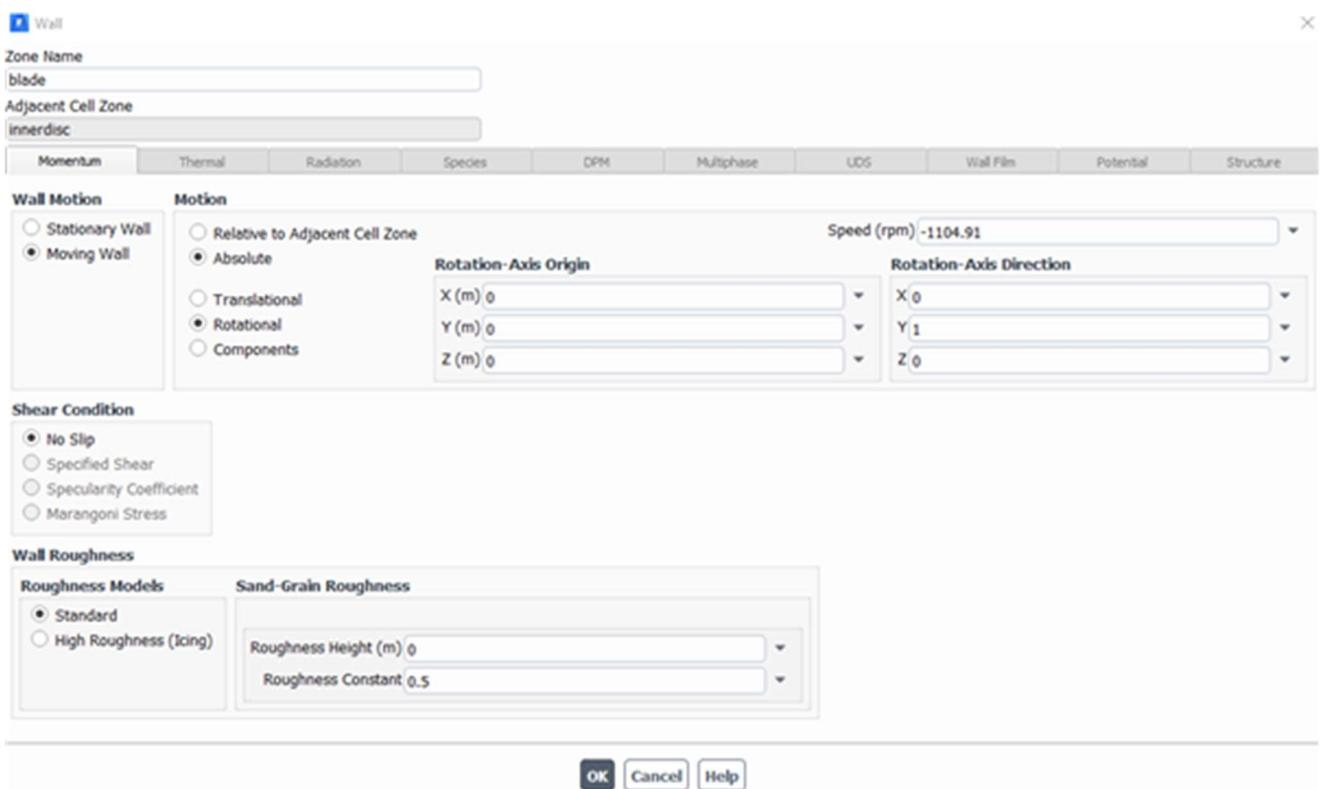 Wall
Zone Name
blade
Adjacent Cell Zone
innerdisc
Momentum Thermal Radiation Species DPM Multiphase UDS Wall Film Potential Structure
Wall Motion Motion
Stationary Wall Relative to Adjacent Cell Zone Speed (rpm) -1104.91
Moving Wall Absolute Rotation-Axis Origin Rotation-Axis Direction
Translational X (m) 0 X 0
Rotational Y (m) 0 Y 1
Components Z (m) 0 Z 0
Shear Condition
No Slip
Specified Shear
Specularity Coefficient
Marangoni Stress
Wall Roughness
Roughness Models Sand-Grain Roughness
Standard
High Roughness (Icing) Roughness Height (m) 0
Roughness Constant 0.5
OK Cancel Help